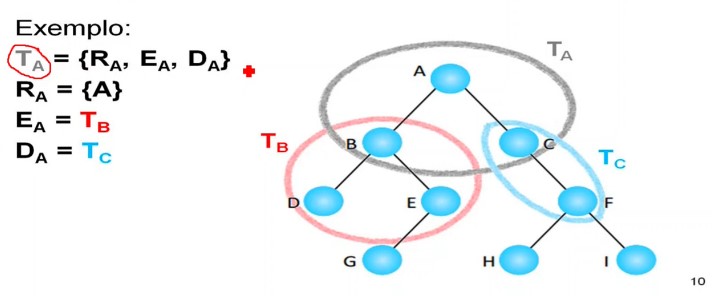 Exemplo:
T_A = {R_A, E_A, D_A}
R_A = {A}
E_A = T_B
D_A = T_C
T_A
A
T_B
B
C
T_C
D
E
F
G
H
I
10